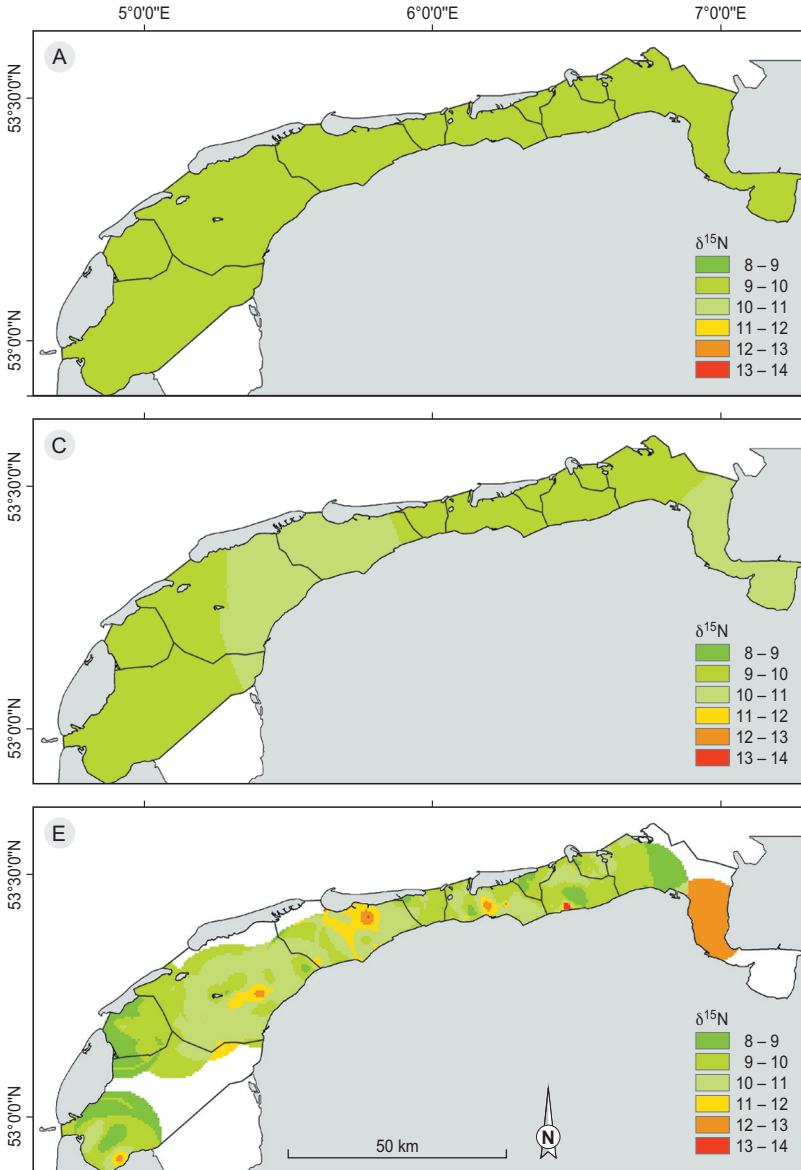 5°0'0"E 6°0'0"E 7°0'0"E
A
53°30'0"N
53°0'0"N
δ15N
8 – 9
9 – 10
10 – 11
11 – 12
12 – 13
13 – 14
C
53°30'0"N
53°0'0"N
δ15N
8 – 9
9 – 10
10 – 11
11 – 12
12 – 13
13 – 14
E
53°30'0"N
53°0'0"N
δ15N
8 – 9
9 – 10
10 – 11
11 – 12
12 – 13
13 – 14
50 km
N